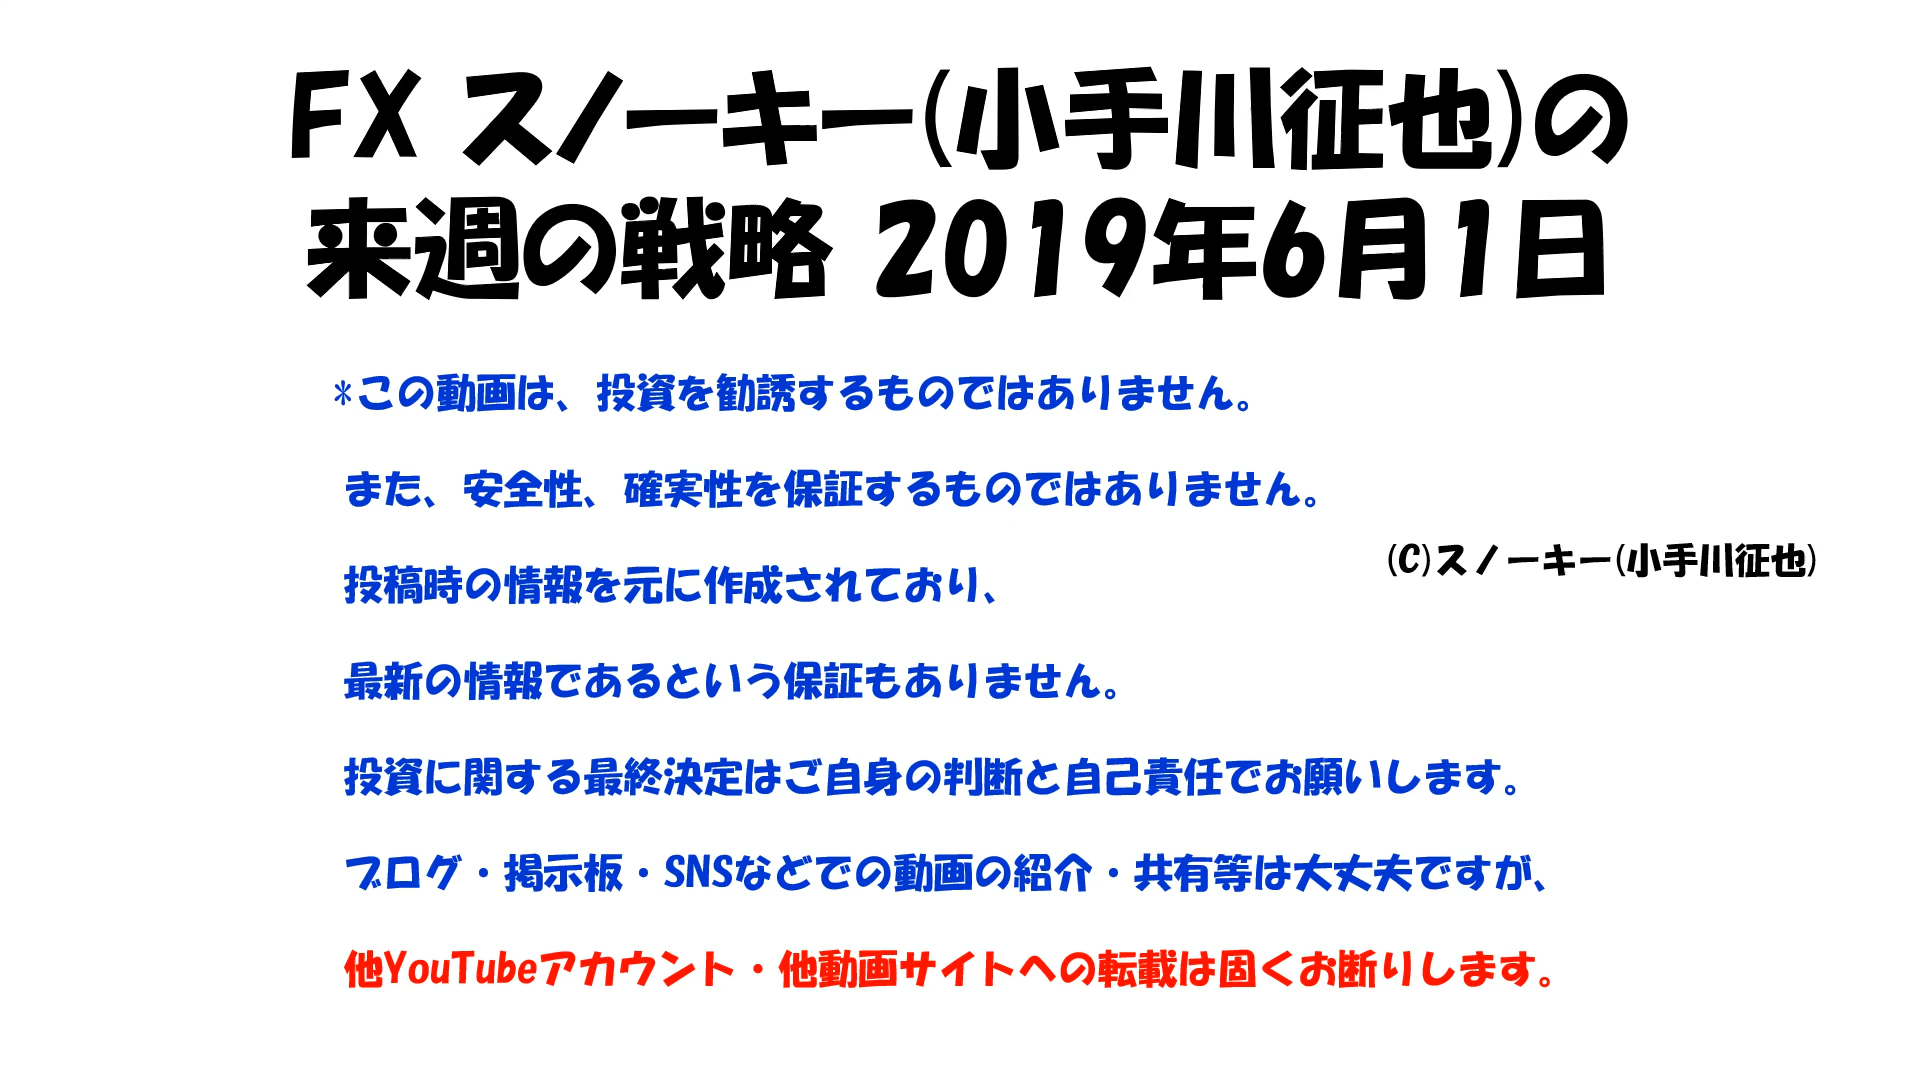 FX スノーキー(小手川征也)の
来週の戦略 2019年6月1日
*この動画は、投資を勧誘するものではありません。
また、安全性、確実性を保証するものではありません。
(C)スノーキー(小手川征也)
投稿時の情報を元に作成されており、
最新の情報であるという保証もありません。
投資に関する最終決定はご自身の判断と自己責任でお願いします。
ブログ・掲示板・SNSなどでの動画の紹介・共有等は大丈夫ですが、
他YouTubeアカウント・他動画サイトへの転載は固くお断りします。